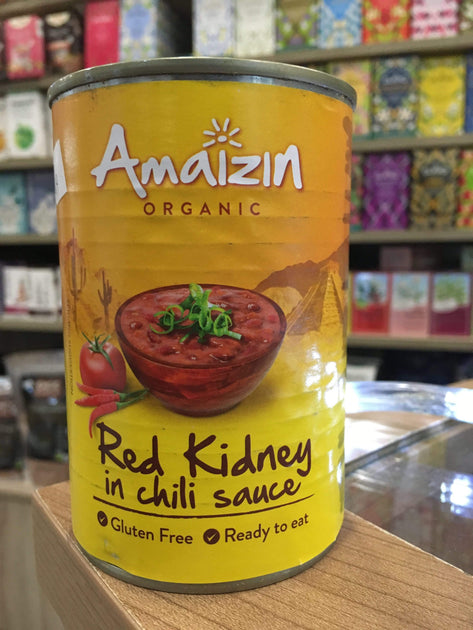 Amaizin
ORGANIC
Red Kidney
in chili sauce
Gluten Free Ready to eat